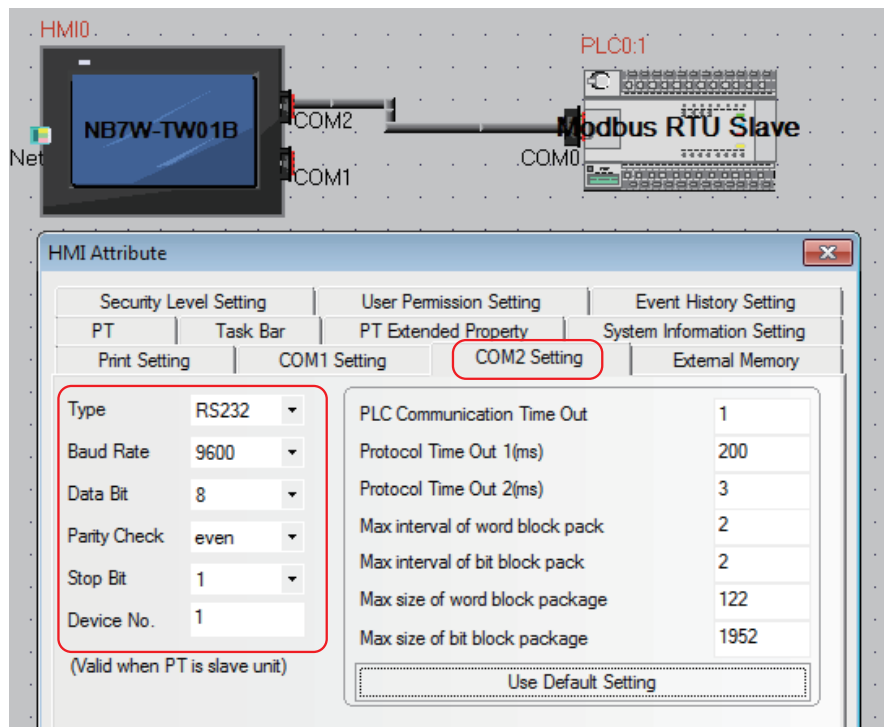 HMI0
PLC0:1
NB7W-TW01B
COM2
Modbus RTU Slave
Net
COM0
COM1
HMI Attribute
Security Level Setting
User Permission Setting
Event History Setting
PT
Task Bar
PT Extended Property
System Information Setting
Print Setting
COM1 Setting
COM2 Setting
External Memory
Type RS232
Baud Rate 9600
Data Bit 8
Parity Check even
Stop Bit 1
Device No. 1
(Valid when PT is slave unit)
PLC Communication Time Out 1
Protocol Time Out 1(ms) 200
Protocol Time Out 2(ms) 3
Max interval of word block pack 2
Max interval of bit block pack 2
Max size of word block package 122
Max size of bit block package 1952
Use Default Setting